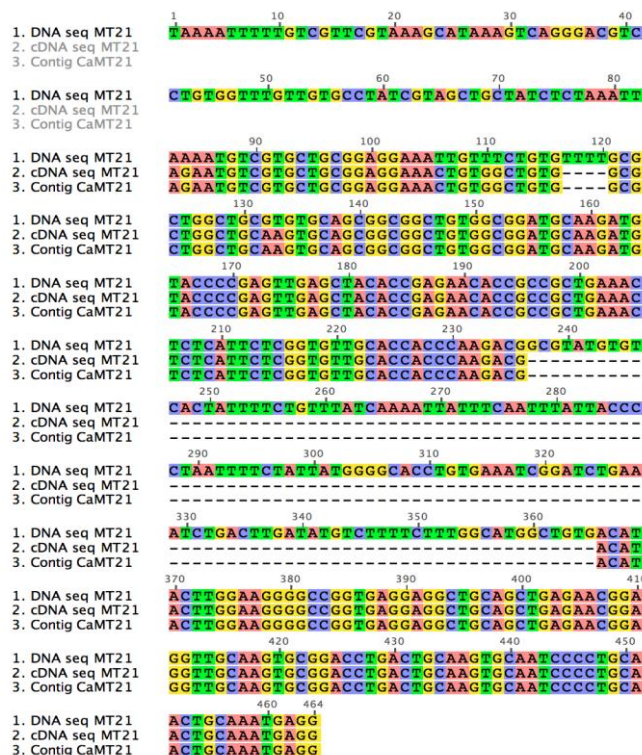 1 10 20 30 40
1. DNA seq MT21 TAAAATTTTTGTCGTTCGTAAAGCATAAAGTCAGGGACGTC
2. cDNA seq MT21
3. Contig CaMT21
50 60 70 80
1. DNA seq MT21 CTGTGGTTTGTTGTGCCTATCGTAGCTGCTATCTCTAAATT
2. cDNA seq MT21
3. Contig CaMT21
90 100 110 120
1. DNA seq MT21 AAAATGTCGTGCTGCGGAGGAAATTGTTTCTGTGTTTTGCG
2. cDNA seq MT21 AGAATGTCGTGCTGCGGAGGAAACTGTGGCTGTG----GCG
3. Contig CaMT21 AGAATGTCGTGCTGCGGAGGAAACTGTGGCTGTG----GCG
130 140 150 160
1. DNA seq MT21 CTGGCTGCGTGTGCAGCGGCGGCTGTGGCGGATGCAAGATG
2. cDNA seq MT21 CTGGCTGCAAGTGCAGCGGCGGCTGTGGCGGATGCAAGATG
3. Contig CaMT21 CTGGCTGCAAGTGCAGCGGCGGCTGTGGCGGATGCAAGATG
170 180 190 200
1. DNA seq MT21 TACCCCGAGTTGAGCTACACCGAGAACACCGCCGCTGAAAC
2. cDNA seq MT21 TACCCCGAGTTGAGCTACACCGAGAACACCGCCGCTGAAAC
3. Contig CaMT21 TACCCCGAGTTGAGCTACACCGAGAACACCGCCGCTGAAAC
210 220 230 240
1. DNA seq MT21 TCTCATTCTCGGTGTTGCACCACCCAAGACGGCGTATGTGT
2. cDNA seq MT21 TCTCATTCTCGGTGTTGCACCACCCAAGACG----------
3. Contig CaMT21 TCTCATTCTCGGTGTTGCACCACCCAAGACG----------
250 260 270 280
1. DNA seq MT21 CACTATTTTCTGTTTATCAAAATTATTTCAATTTATTACCC
2. cDNA seq MT21 -----------------------------------------
3. Contig CaMT21 -----------------------------------------
290 300 310 320
1. DNA seq MT21 CTAATTTTCTATTATGGGGCACCTGTGAAATCGGATCTGAA
2. cDNA seq MT21 -----------------------------------------
3. Contig CaMT21 -----------------------------------------
330 340 350 360
1. DNA seq MT21 ATCTGACTTGATATGTCTTTTCTTTGGCATGGCTGTGACAT
2. cDNA seq MT21 -------------------------------------ACAT
3. Contig CaMT21 -------------------------------------ACAT
370 380 390 400 410
1. DNA seq MT21 ACTTGGAAGGGGCCGGTGAGGAGGCTGCAGCTGAGAACGGA
2. cDNA seq MT21 ACTTGGAAGGGGCCGGTGAGGAGGCTGCAGCTGAGAACGGA
3. Contig CaMT21 ACTTGGAAGGGGCCGGTGAGGAGGCTGCAGCTGAGAACGGA
420 430 440 450
1. DNA seq MT21 GGTTGCAAGTGCGGACCTGACTGCAAGTGCAATCCCCTGCA
2. cDNA seq MT21 GGTTGCAAGTGCGGACCTGACTGCAAGTGCAATCCCCTGCA
3. Contig CaMT21 GGTTGCAAGTGCGGACCTGACTGCAAGTGCAATCCCCTGCA
460 464
1. DNA seq MT21 ACTGCAAATGAGG
2. cDNA seq MT21 ACTGCAAATGAGG
3. Contig CaMT21 ACTGCAAATGAGG